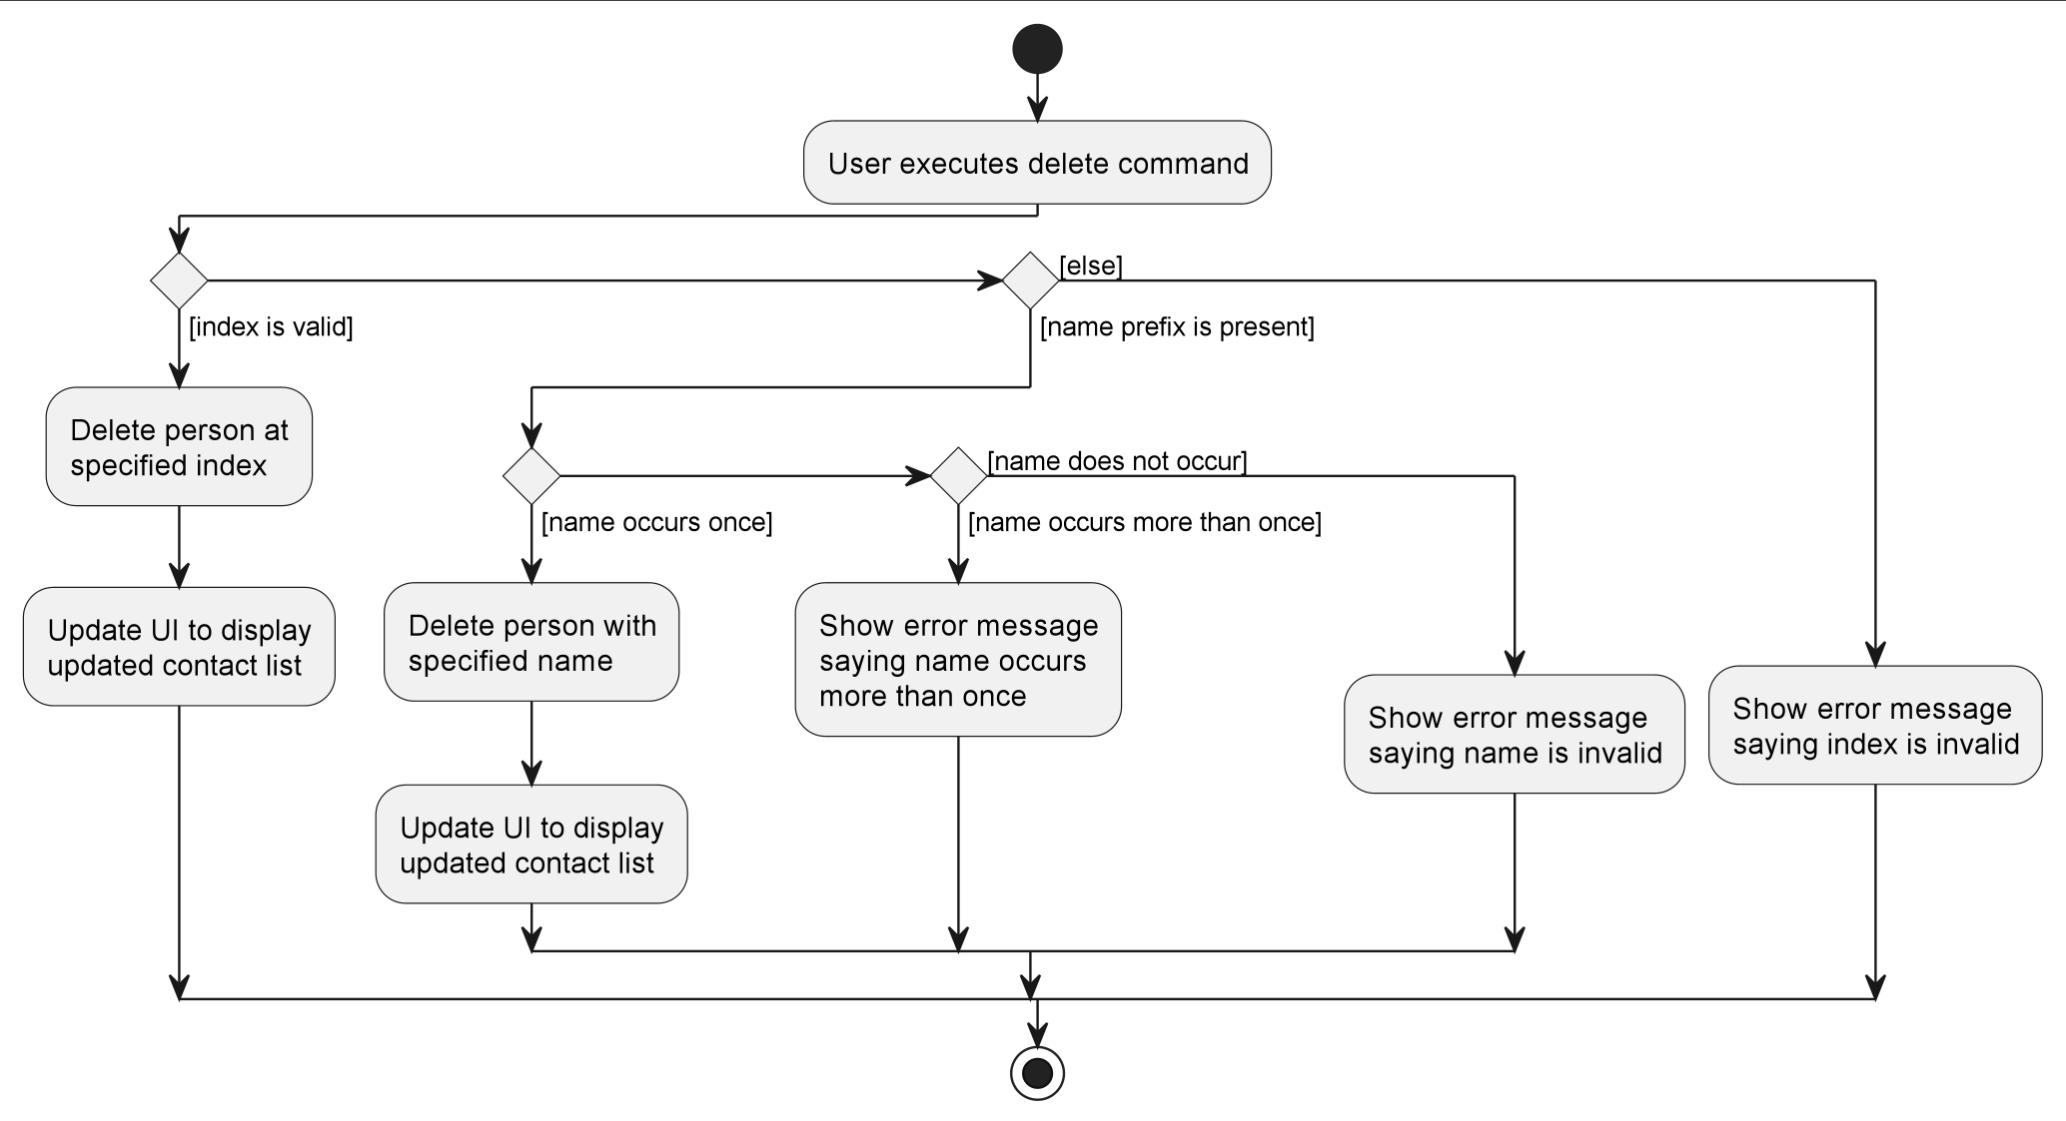 User executes delete command
[else]
[index is valid]
[name prefix is present]
Delete person at
specified index
[name does not occur]
[name occurs once]
[name occurs more than once]
Update UI to display
updated contact list
Delete person with
specified name
Show error message
saying name occurs
more than once
Show error message
saying name is invalid
Show error message
saying index is invalid
Update UI to display
updated contact list